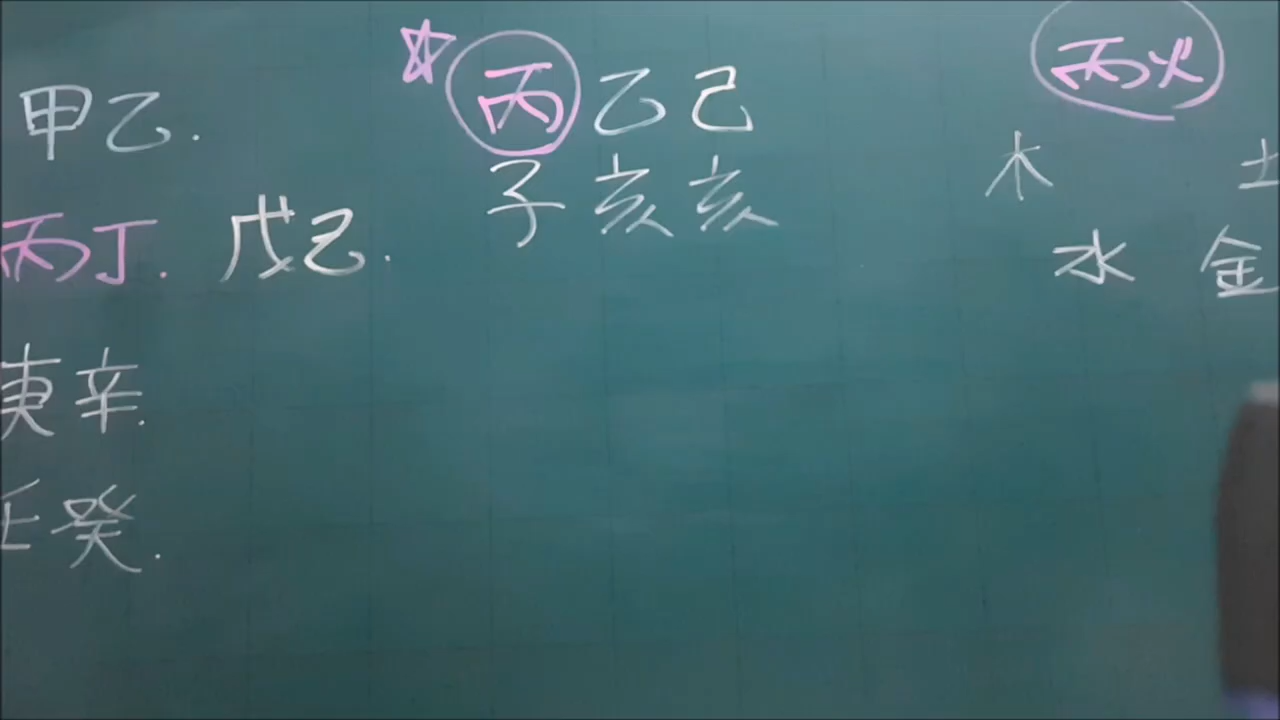 甲乙.
丙丁. 戊己.
庚辛.
壬癸.
丙乙己
子亥亥
丙火
木 土
水 金